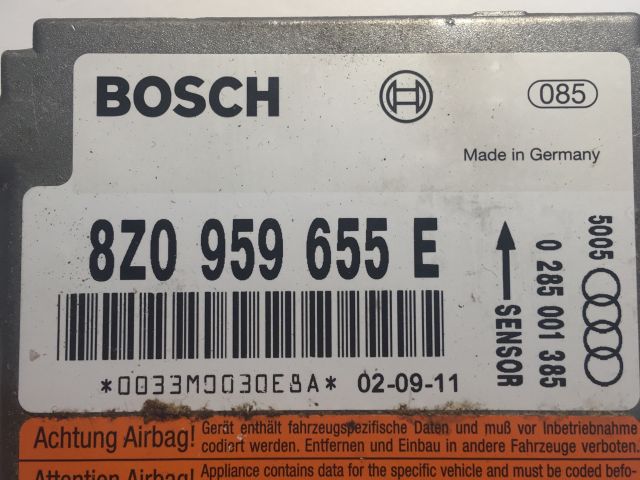 BOSCH
085
Made in Germany
8Z0 959 655 E
SENSOR
0 285 001 385
5005
*0033M0030E8A* 02-09-11
Achtung Airbag! Gerät enthält fahrzeugspezifische Daten und muß vor Inbetriebnahme
codiert werden. Entfernen und Einbau in andere Fahrzeuge verboten.
Attention Airbag! Appliance contains data for the specific vehicle and must be coded befo-